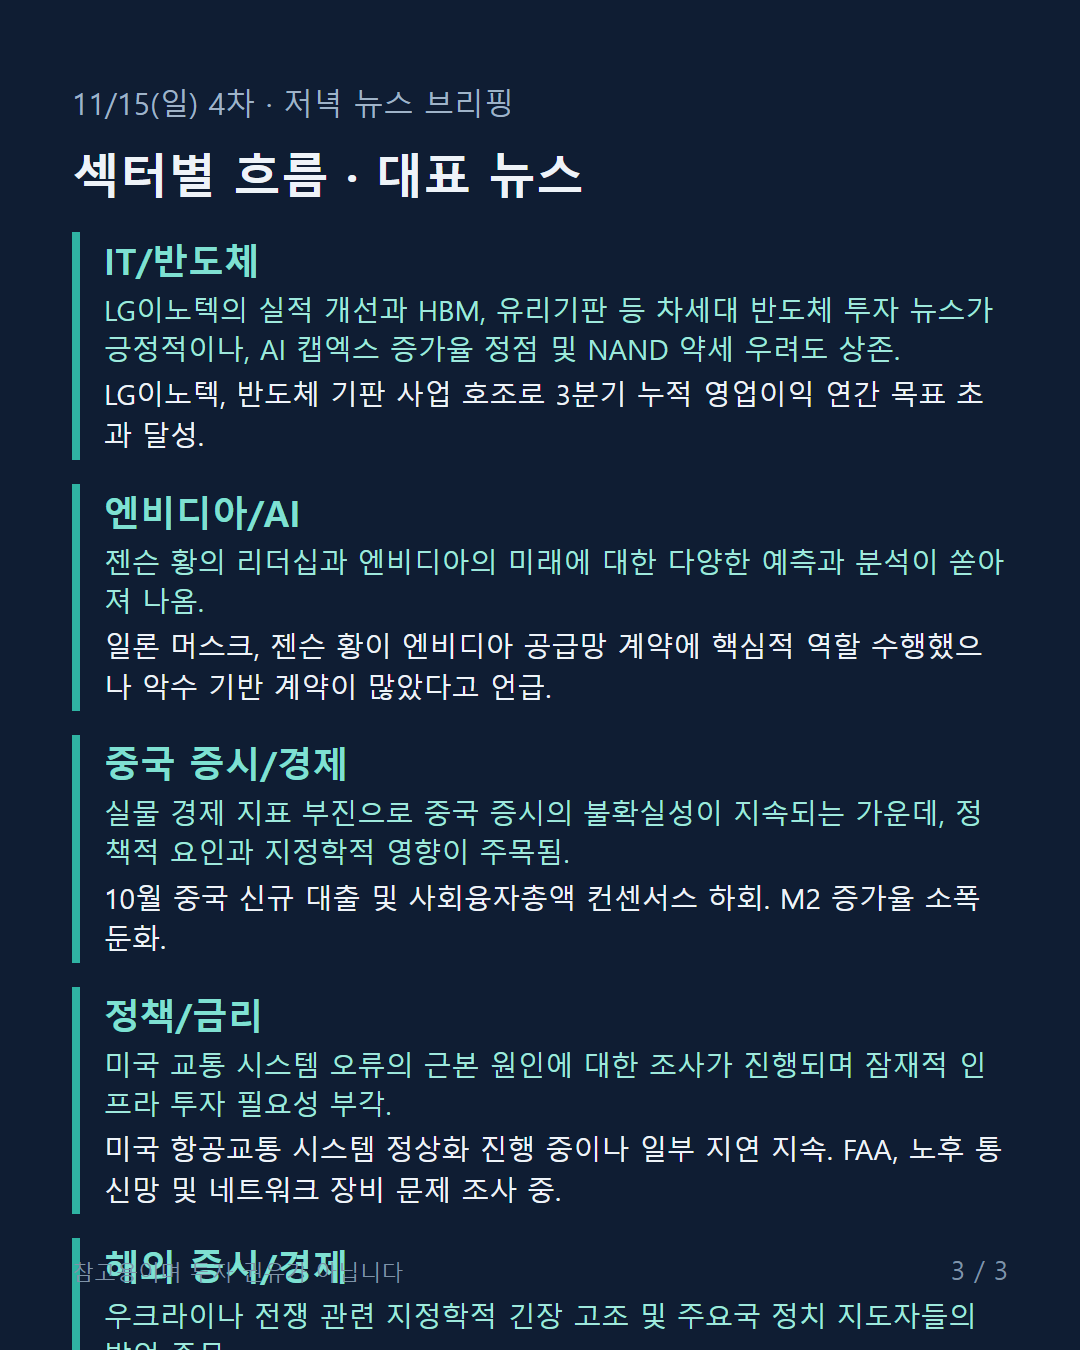 11/15(일) 4차 · 저녁 뉴스 브리핑
섹터별 흐름 · 대표 뉴스
IT/반도체
LG이노텍의 실적 개선과 HBM, 유리기판 등 차세대 반도체 투자 뉴스가
긍정적이나, AI 캡엑스 증가율 정점 및 NAND 약세 우려도 상존.
LG이노텍, 반도체 기판 사업 호조로 3분기 누적 영업이익 연간 목표 초
과 달성.
엔비디아/AI
젠슨 황의 리더십과 엔비디아의 미래에 대한 다양한 예측과 분석이 쏟아
져 나옴.
일론 머스크, 젠슨 황이 엔비디아 공급망 계약에 핵심적 역할 수행했으
나 악수 기반 계약이 많았다고 언급.
중국 증시/경제
실물 경제 지표 부진으로 중국 증시의 불확실성이 지속되는 가운데, 정
책적 요인과 지정학적 영향이 주목됨.
10월 중국 신규 대출 및 사회융자총액 컨센서스 하회. M2 증가율 소폭
둔화.
정책/금리
미국 교통 시스템 오류의 근본 원인에 대한 조사가 진행되며 잠재적 인
프라 투자 필요성 부각.
미국 항공교통 시스템 정상화 진행 중이나 일부 지연 지속. FAA, 노후 통
신망 및 네트워크 장비 문제 조사 중.
해외 증시/경제
참고용이며 투자 권유가 아닙니다
3 / 3
우크라이나 전쟁 관련 지정학적 긴장 고조 및 주요국 정치 지도자들의